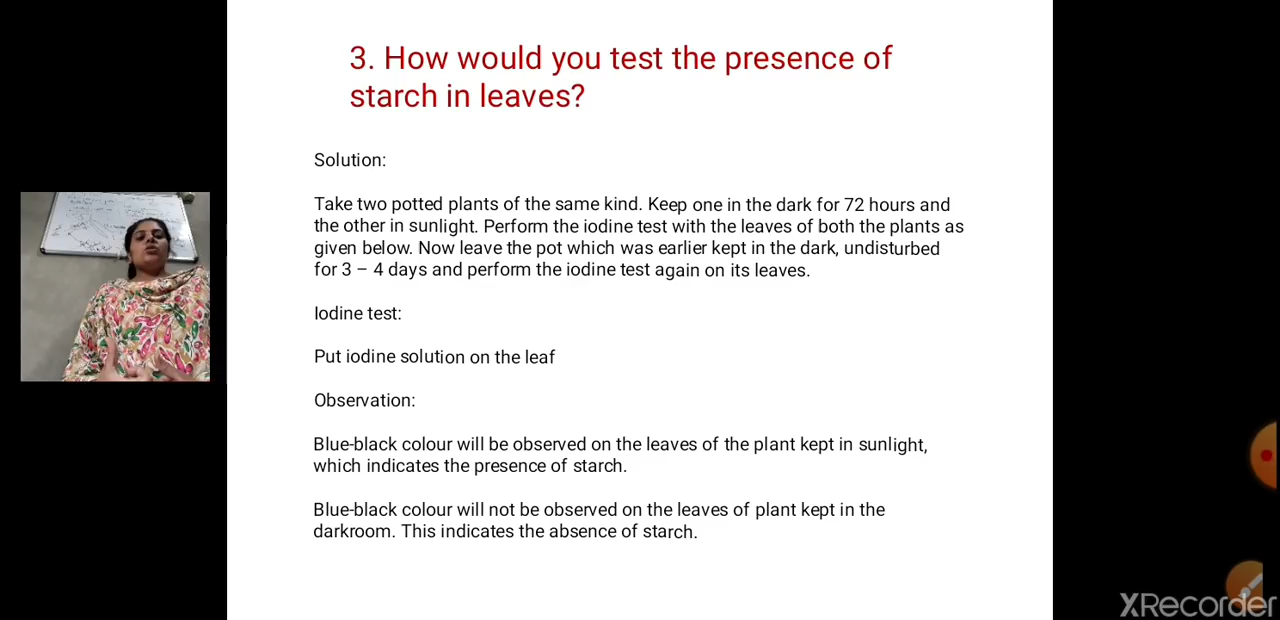 3. How would you test the presence of
starch in leaves?
Solution:
Take two potted plants of the same kind. Keep one in the dark for 72 hours and
the other in sunlight. Perform the iodine test with the leaves of both the plants as
given below. Now leave the pot which was earlier kept in the dark, undisturbed
for 3 – 4 days and perform the iodine test again on its leaves.
Iodine test:
Put iodine solution on the leaf
Observation:
Blue-black colour will be observed on the leaves of the plant kept in sunlight,
which indicates the presence of starch.
Blue-black colour will not be observed on the leaves of plant kept in the
darkroom. This indicates the absence of starch.
XRecorder